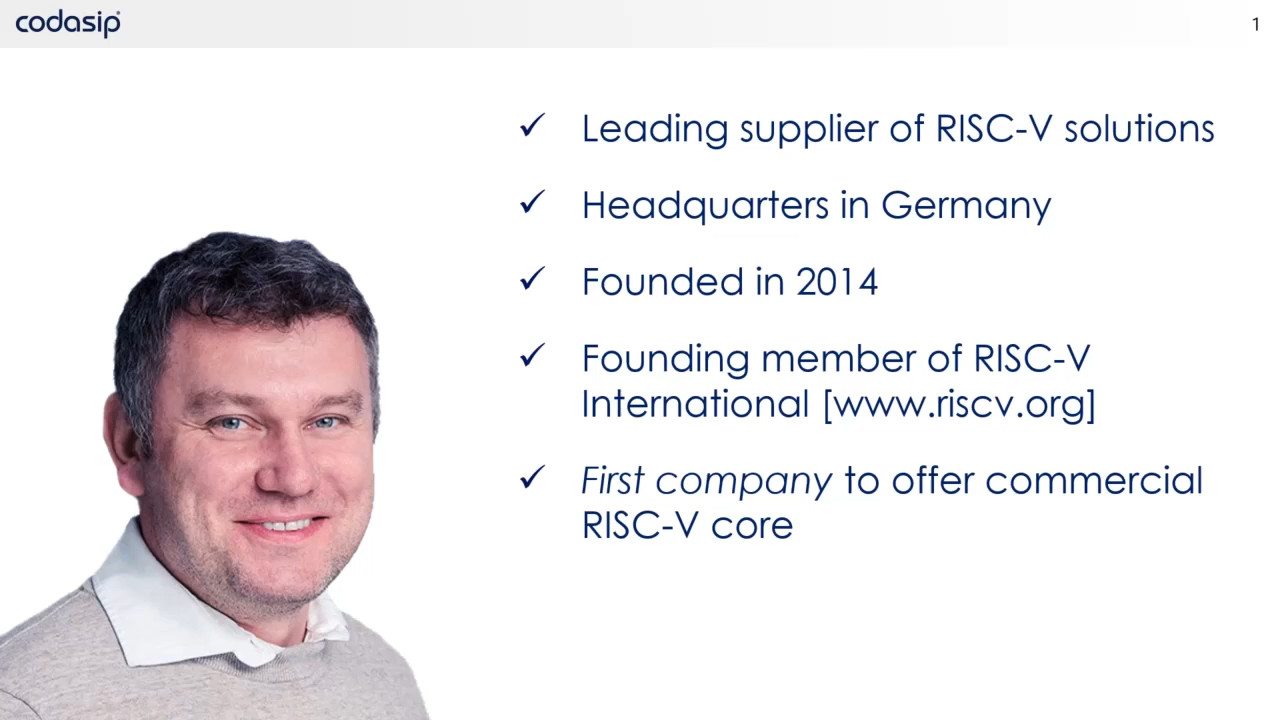 codasip
1
✓ Leading supplier of RISC-V solutions
✓ Headquarters in Germany
✓ Founded in 2014
✓ Founding member of RISC-V
International [www.riscv.org]
✓ First company to offer commercial
RISC-V core